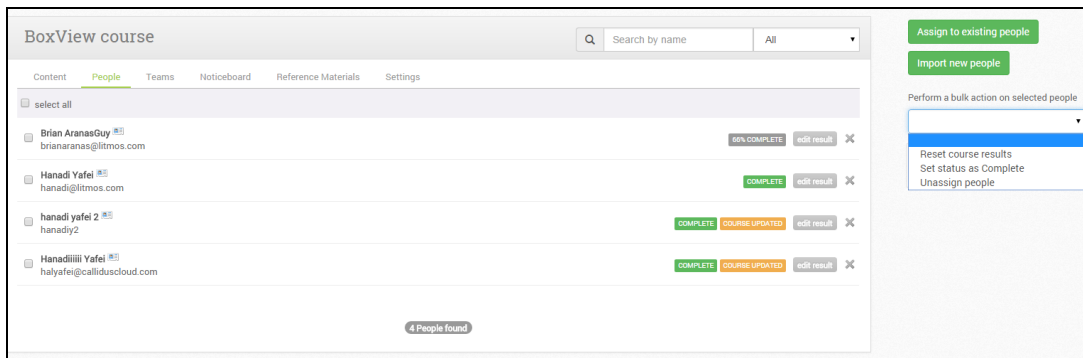 BoxView course
Search by name
All
Content People Teams Noticeboard Reference Materials Settings
select all
Brian AranasGuy
brianaranas@litmos.com
66% COMPLETE edit result
Hanadi Yafei
hanadi@litmos.com
COMPLETE edit result
hanadi yafei 2
hanadiy2
COMPLETE COURSE UPDATED edit result
Hanadiiiiii Yafei
halyafei@calliduscloud.com
COMPLETE COURSE UPDATED edit result
4 People found
Assign to existing people
Import new people
Perform a bulk action on selected people
Reset course results
Set status as Complete
Unassign people